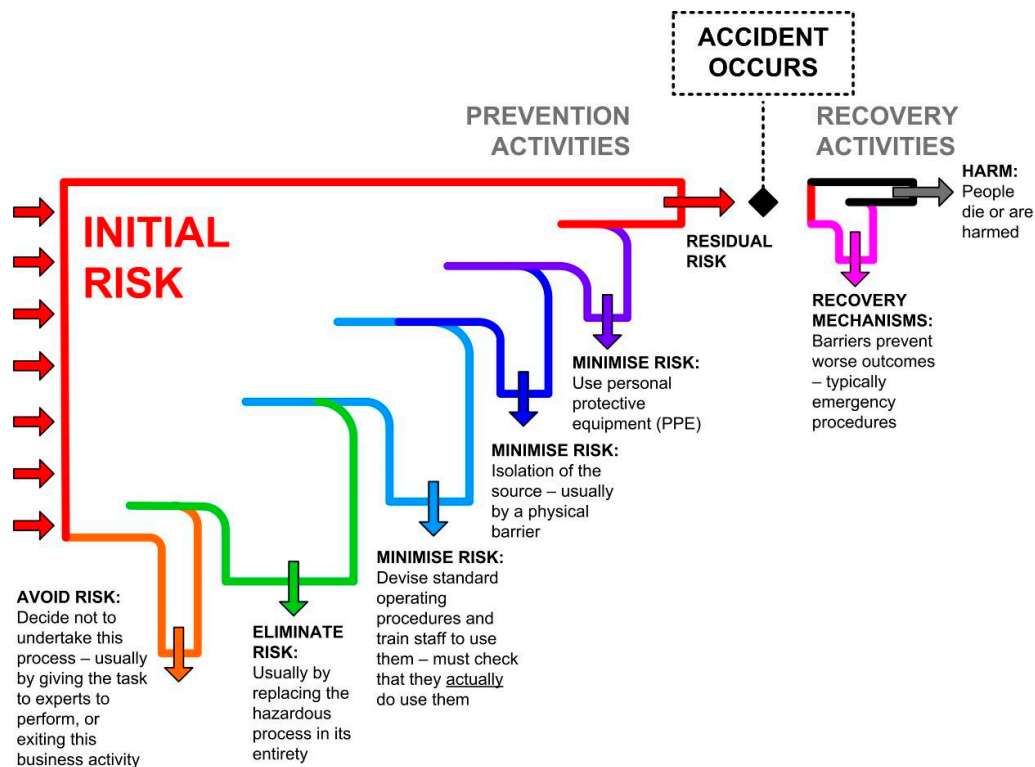 ACCIDENT
OCCURS
PREVENTION
ACTIVITIES
RECOVERY
ACTIVITIES
HARM:
People
die or are
harmed
INITIAL
RISK
RESIDUAL
RISK
RECOVERY
MECHANISMS:
Barriers prevent
worse outcomes
– typically
emergency
procedures
MINIMISE RISK:
Use personal
protective
equipment (PPE)
MINIMISE RISK:
Isolation of the
source – usually
by a physical
barrier
MINIMISE RISK:
Devise standard
operating
procedures and
train staff to use
them – must check
that they actually
do use them
ELIMINATE
RISK:
Usually by
replacing the
hazardous
process in its
entirety
AVOID RISK:
Decide not to
undertake this
process – usually
by giving the task
to experts to
perform, or
exiting this
business activity